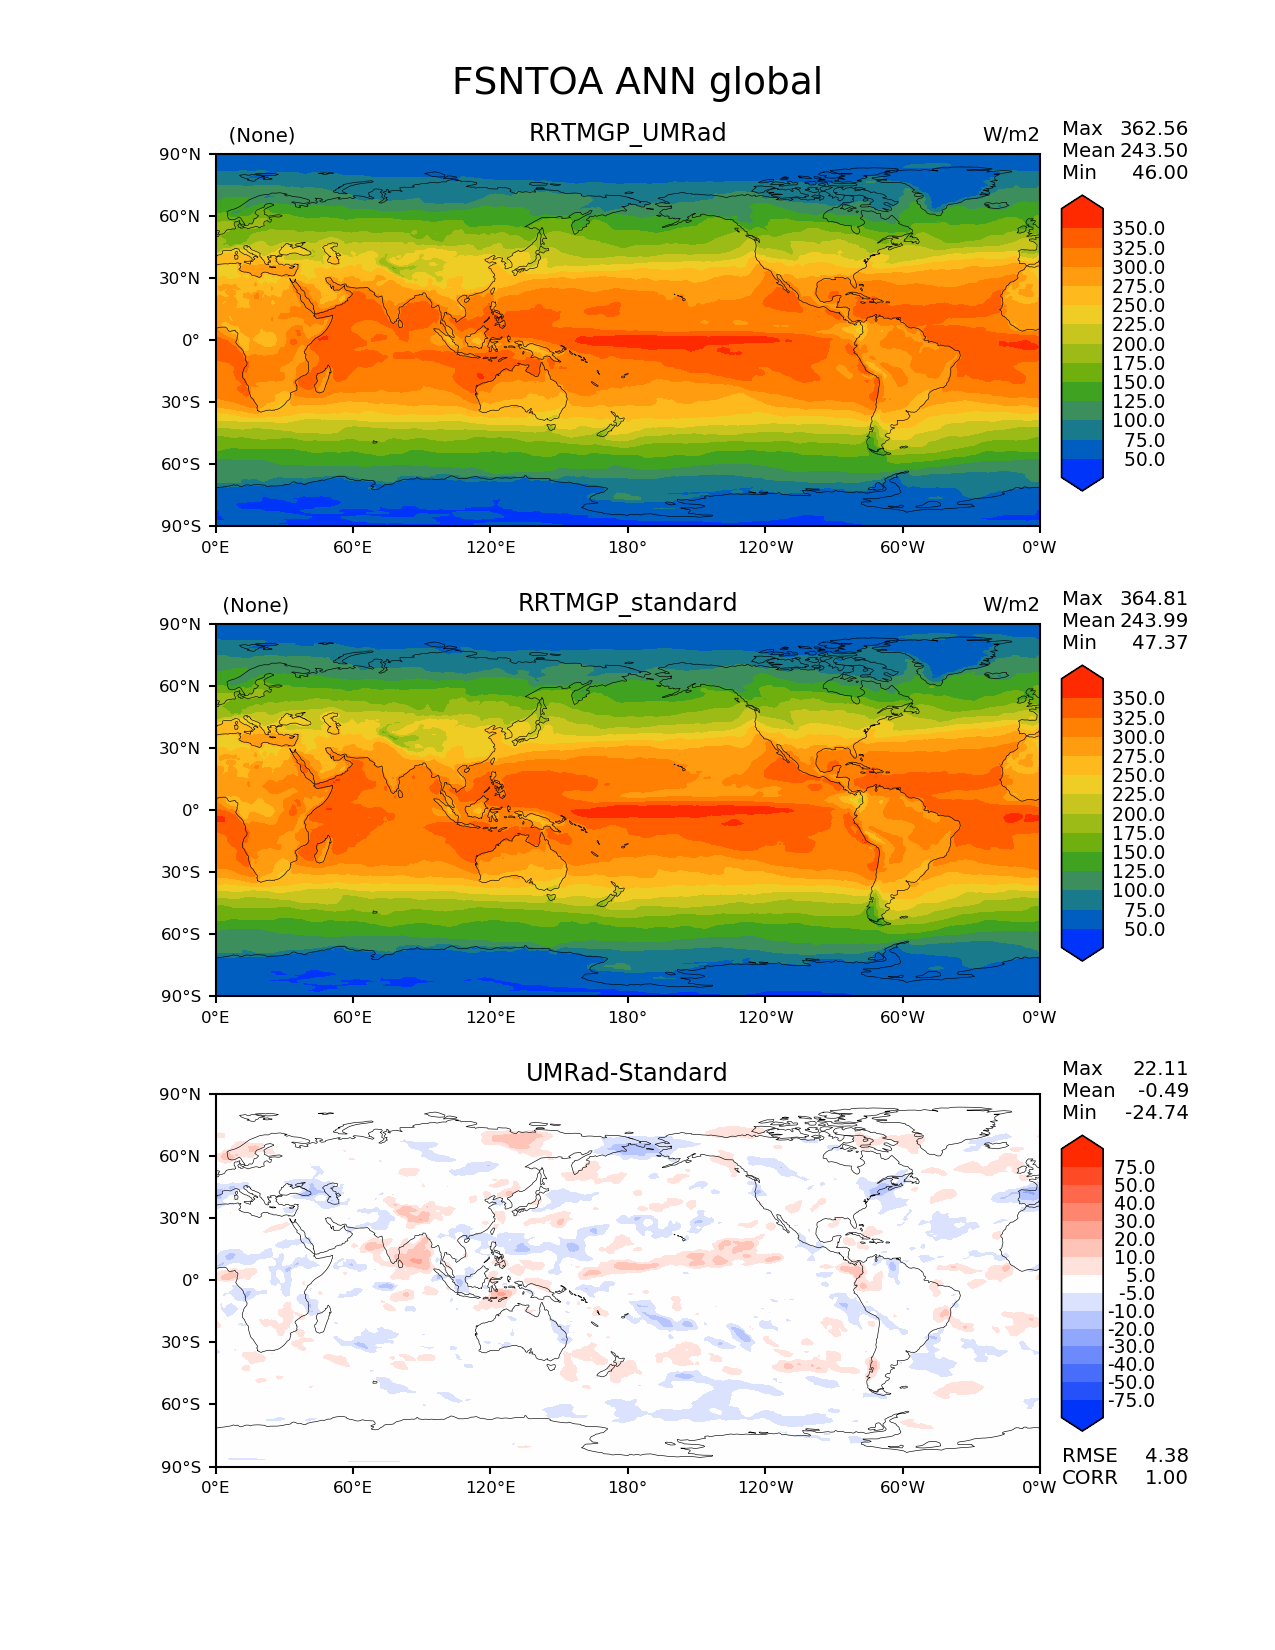 FSNTOA ANN global
(None) RRTMGP_UMRad W/m2
Max 362.56
Mean 243.50
Min 46.00
90°N
60°N
30°N
0°
30°S
60°S
90°S
0°E 60°E 120°E 180° 120°W 60°W 0°W
350.0
325.0
300.0
275.0
250.0
225.0
200.0
175.0
150.0
125.0
100.0
75.0
50.0
(None) RRTMGP_standard W/m2
Max 364.81
Mean 243.99
Min 47.37
90°N
60°N
30°N
0°
30°S
60°S
90°S
0°E 60°E 120°E 180° 120°W 60°W 0°W
350.0
325.0
300.0
275.0
250.0
225.0
200.0
175.0
150.0
125.0
100.0
75.0
50.0
UMRad-Standard
Max 22.11
Mean -0.49
Min -24.74
90°N
60°N
30°N
0°
30°S
60°S
90°S
0°E 60°E 120°E 180° 120°W 60°W 0°W
75.0
50.0
40.0
30.0
20.0
10.0
5.0
-5.0
-10.0
-20.0
-30.0
-40.0
-50.0
-75.0
RMSE 4.38
CORR 1.00